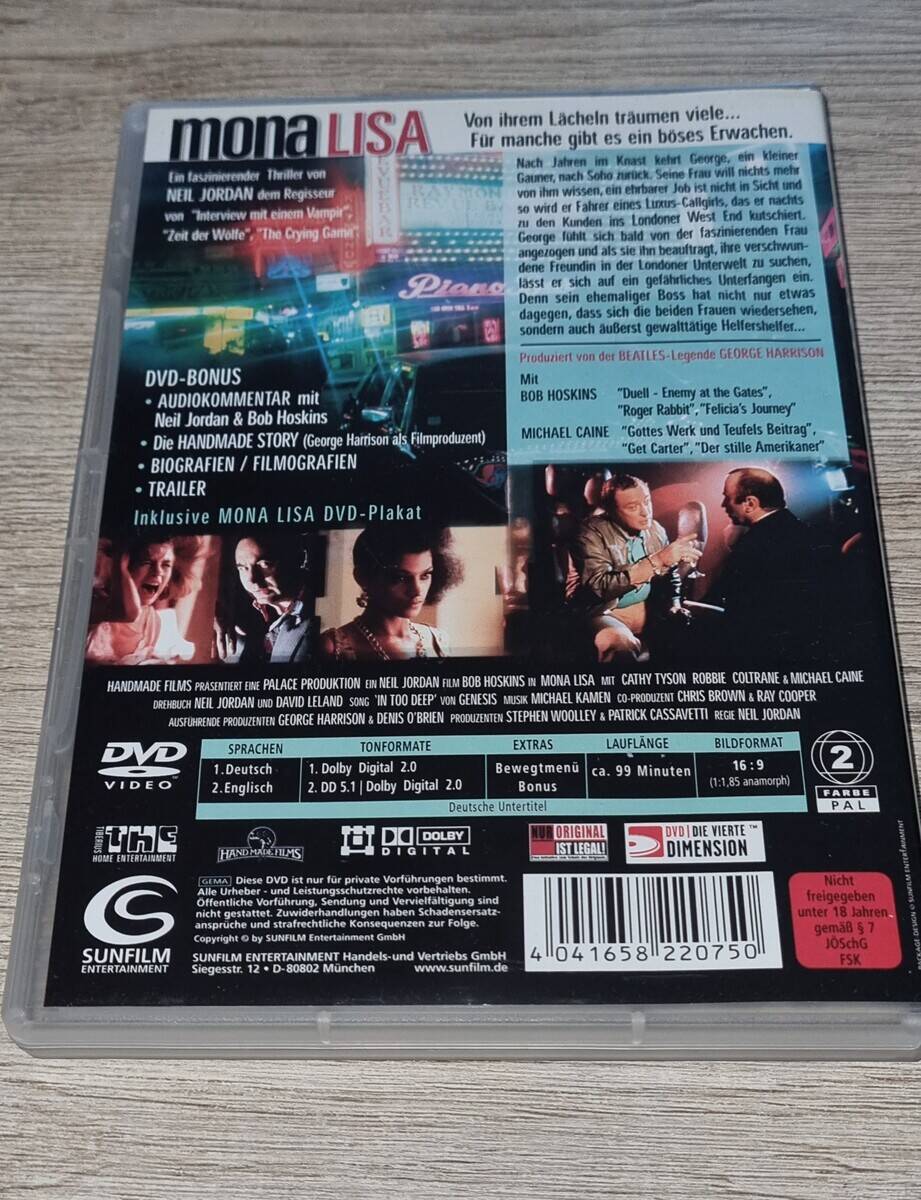 mona LISA
Von ihrem Lächeln träumen viele...
Für manche gibt es ein böses Erwachen.
Ein faszinierender Thriller von
NEIL JORDAN dem Regisseur
von "Interview mit einem Vampir",
"Zeit der Wölfe", "The Crying Game"
Nach Jahren im Knast kehrt George, ein kleiner
Gauner, nach Soho zurück. Seine Frau will nichts mehr
von ihm wissen, ein ehrbarer Job ist nicht in Sicht und
so wird er Fahrer eines Luxus-Callgirls, das er nachts
zu den Kunden ins Londoner West End kutschiert.
George fühlt sich bald von der faszinierenden Frau
angezogen und als sie ihn beauftragt, ihre verschwun-
dene Freundin in der Londoner Unterwelt zu suchen,
lässt er sich auf ein gefährliches Unterfangen ein.
Denn sein ehemaliger Boss hat nicht nur etwas
dagegen, dass sich die beiden Frauen wiedersehen,
sondern auch äußerst gewalttätige Helfershelfer...
RAYMON
REVUE BA
Piano
Produziert von der BEATLES-Legende GEORGE HARRISON
Mit
BOB HOSKINS "Duell - Enemy at the Gates",
"Roger Rabbit", "Felicia's Journey"
MICHAEL CAINE "Gottes Werk und Teufels Beitrag",
"Get Carter", "Der stille Amerikaner"
DVD-BONUS
• AUDIOKOMMENTAR mit
Neil Jordan & Bob Hoskins
• Die HANDMADE STORY (George Harrison als Filmproduzent)
• BIOGRAFIEN / FILMOGRAFIEN
• TRAILER
Inklusive MONA LISA DVD-Plakat
HANDMADE FILMS PRÄSENTIERT EINE PALACE PRODUKTION EIN NEIL JORDAN FILM BOB HOSKINS IN MONA LISA MIT CATHY TYSON ROBBIE COLTRANE & MICHAEL CAINE
DREHBUCH NEIL JORDAN UND DAVID LELAND SONG 'IN TOO DEEP' VON GENESIS MUSIK MICHAEL KAMEN CO-PRODUZENT CHRIS BROWN & RAY COOPER
AUSFÜHRENDE PRODUZENTEN GEORGE HARRISON & DENIS O'BRIEN PRODUZENTEN STEPHEN WOOLLEY & PATRICK CASSAVETTI REGIE NEIL JORDAN
DVD
VIDEO
SPRACHEN TONFORMATE EXTRAS LAUFLÄNGE BILDFORMAT
1. Deutsch 1. Dolby Digital 2.0 Bewegtmenü ca. 99 Minuten 16:9
2. Englisch 2. DD 5.1 | Dolby Digital 2.0 Bonus (1:1,85 anamorph)
Deutsche Untertitel
2
FARBE
PAL
TIBERIUS
the
HOME ENTERTAINMENT
HANDMADE FILMS
DOLBY
DIGITAL
NUR ORIGINAL
IST LEGAL!
DVD | DIE VIERTE ™
DIMENSION
GEMA Diese DVD ist nur für private Vorführungen bestimmt.
Alle Urheber - und Leistungsschutzrechte vorbehalten.
Öffentliche Vorführung, Sendung und Vervielfältigung sind
nicht gestattet. Zuwiderhandlungen haben Schadensersatz-
ansprüche und strafrechtliche Konsequenzen zur Folge.
Copyright © by SUNFILM Entertainment GmbH
SUNFILM
ENTERTAINMENT
SUNFILM ENTERTAINMENT Handels-und Vertriebs GmbH
Siegesstr. 12 • D-80802 München www.sunfilm.de
4 041658 220750
Nicht
freigegeben
unter 18 Jahren
gemäß § 7
JÖSchG
FSK
PACKAGE DESIGN © SUNFILM ENTERTAINMENT